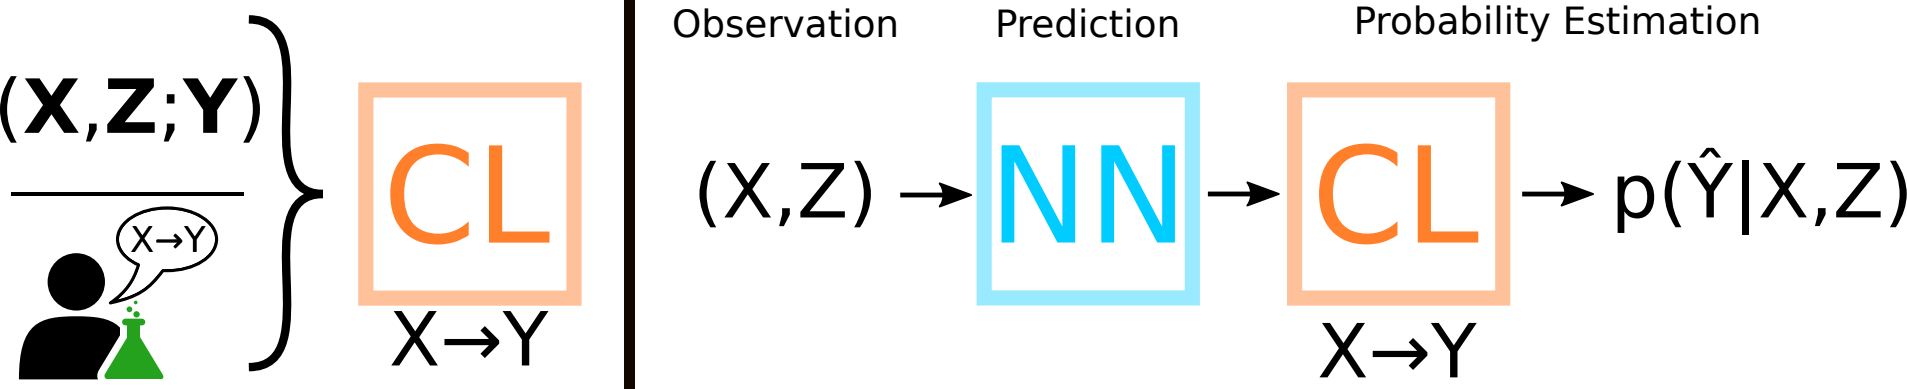 (X,Z;Y)
X→Y
CL
X→Y
Observation
Prediction
Probability Estimation
(X,Z)
NN
CL
p(Ŷ|X,Z)
X→Y